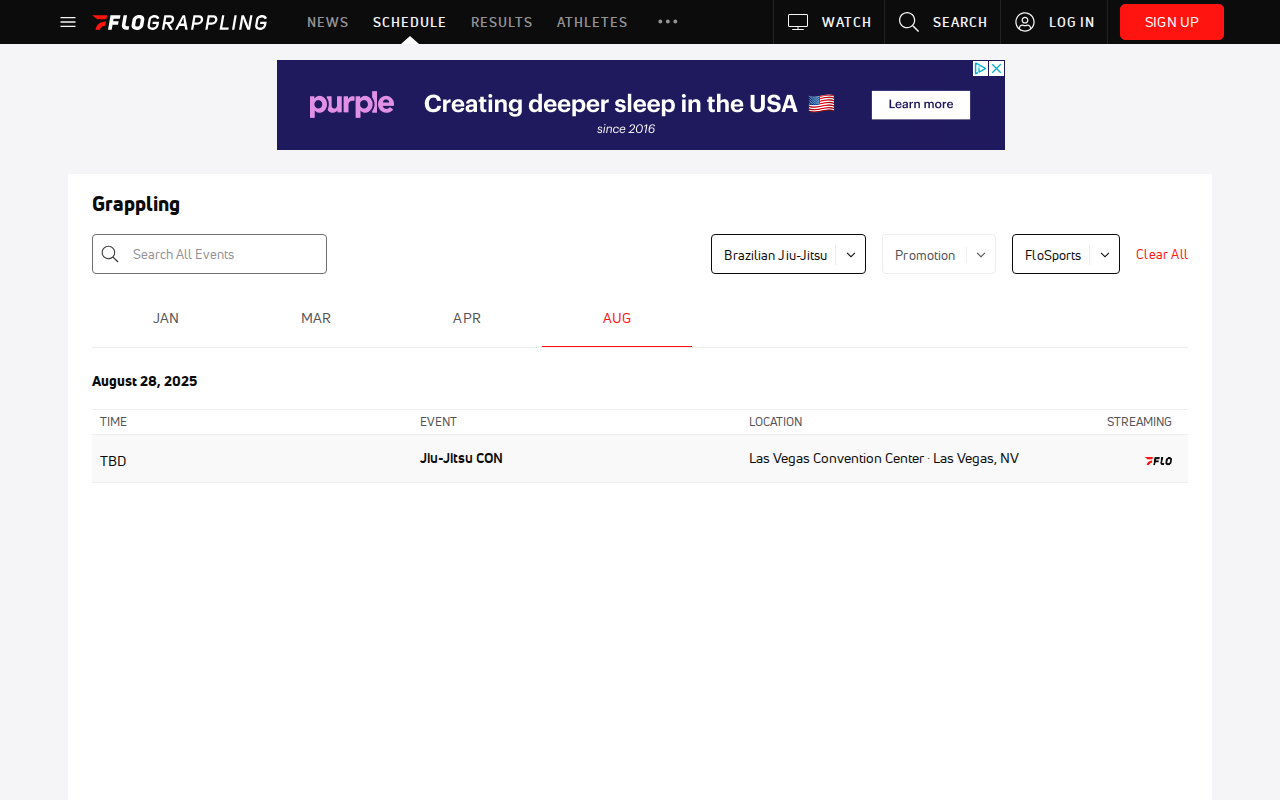 FLOGRAPPLING
NEWS
SCHEDULE
RESULTS
ATHLETES
WATCH
SEARCH
LOG IN
SIGN UP
purple
Creating deeper sleep in the USA
since 2016
Learn more
Grappling
Search All Events
Brazilian Jiu-Jitsu
Promotion
FloSports
Clear All
JAN
MAR
APR
AUG
August 28, 2025
TIME
EVENT
LOCATION
STREAMING
TBD
Jiu-Jitsu CON
Las Vegas Convention Center · Las Vegas, NV
FLO